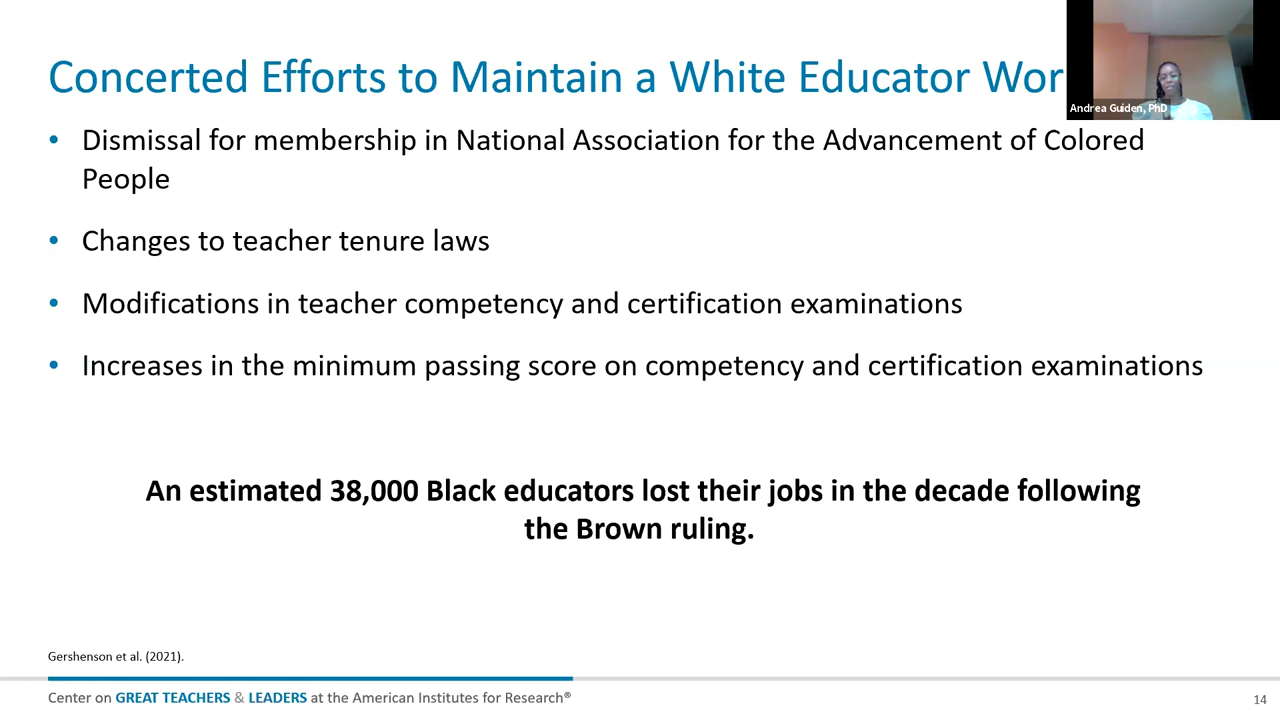 Concerted Efforts to Maintain a White Educator Wor
Andrea Guiden, PhD
• Dismissal for membership in National Association for the Advancement of Colored
People
• Changes to teacher tenure laws
• Modifications in teacher competency and certification examinations
• Increases in the minimum passing score on competency and certification examinations
An estimated 38,000 Black educators lost their jobs in the decade following
the Brown ruling.
Gershenson et al. (2021).
Center on GREAT TEACHERS & LEADERS at the American Institutes for Research®
14